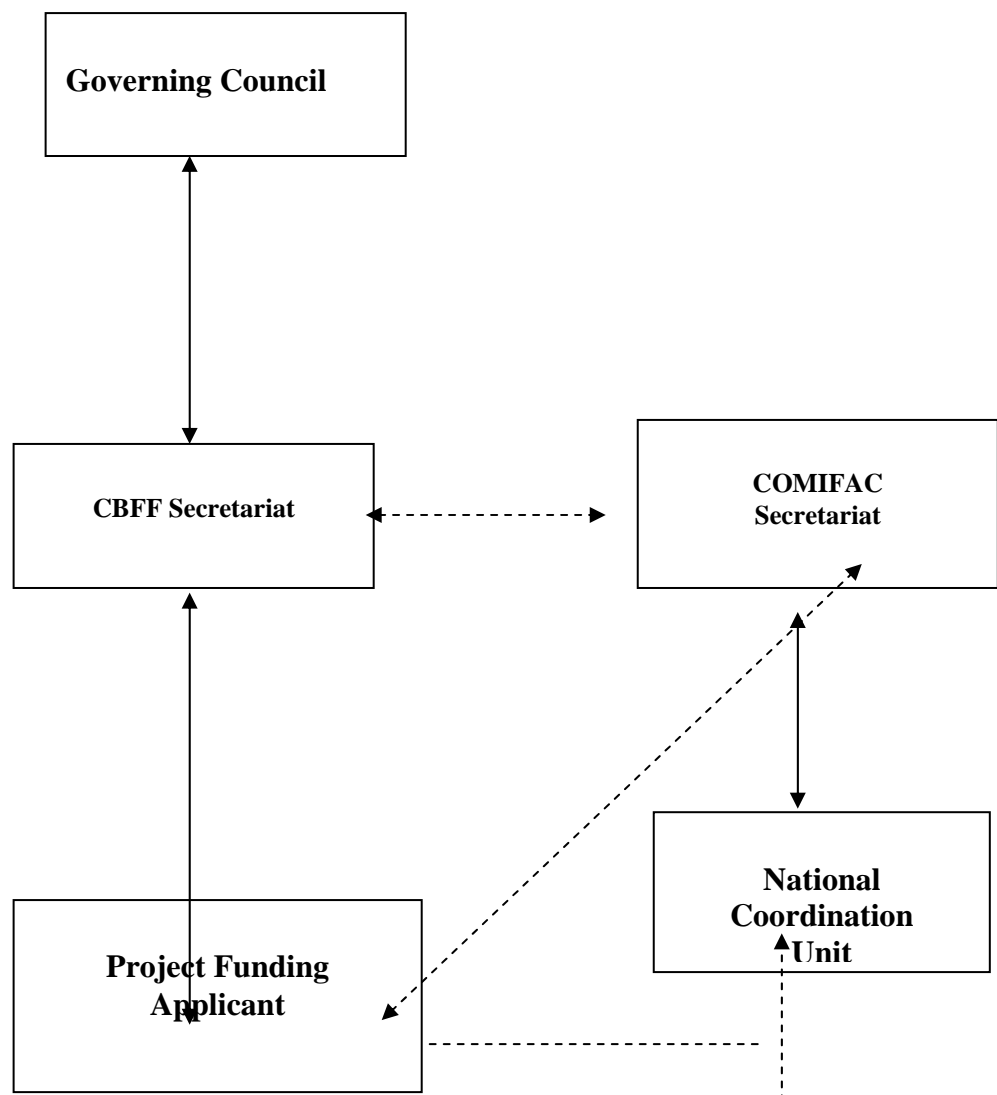 Governing Council
CBFF Secretariat
COMIFAC
Secretariat
National
Coordination
Unit
Project Funding
Applicant